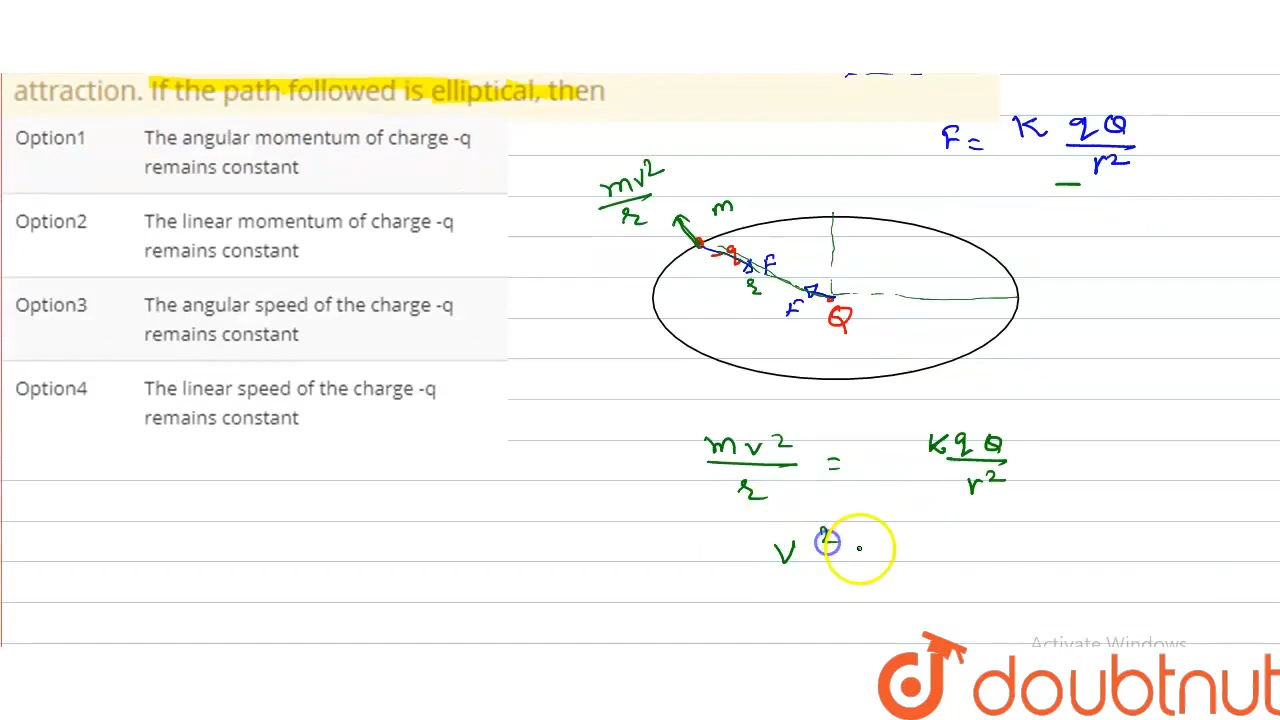 attraction. If the path followed is elliptical, then
Option1 The angular momentum of charge -q
remains constant
Option2 The linear momentum of charge -q
remains constant
Option3 The angular speed of the charge -q
remains constant
Option4 The linear speed of the charge -q
remains constant
F = K qQ / r²
mv² / r
m
-q
F
r
F
Q
mv² / r = KqQ / r²
v²
Activate Windows
doubtnut